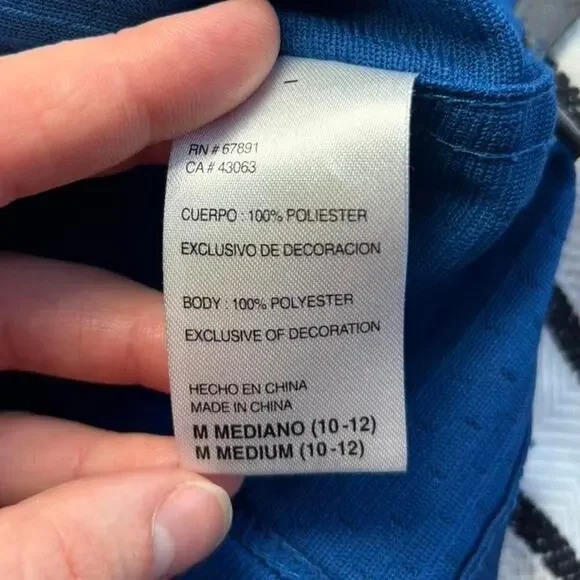 RN # 67891
CA # 43063
CUERPO : 100% POLIESTER
EXCLUSIVO DE DECORACION
BODY : 100% POLYESTER
EXCLUSIVE OF DECORATION
HECHO EN CHINA
MADE IN CHINA
M MEDIANO (10-12)
M MEDIUM (10-12)